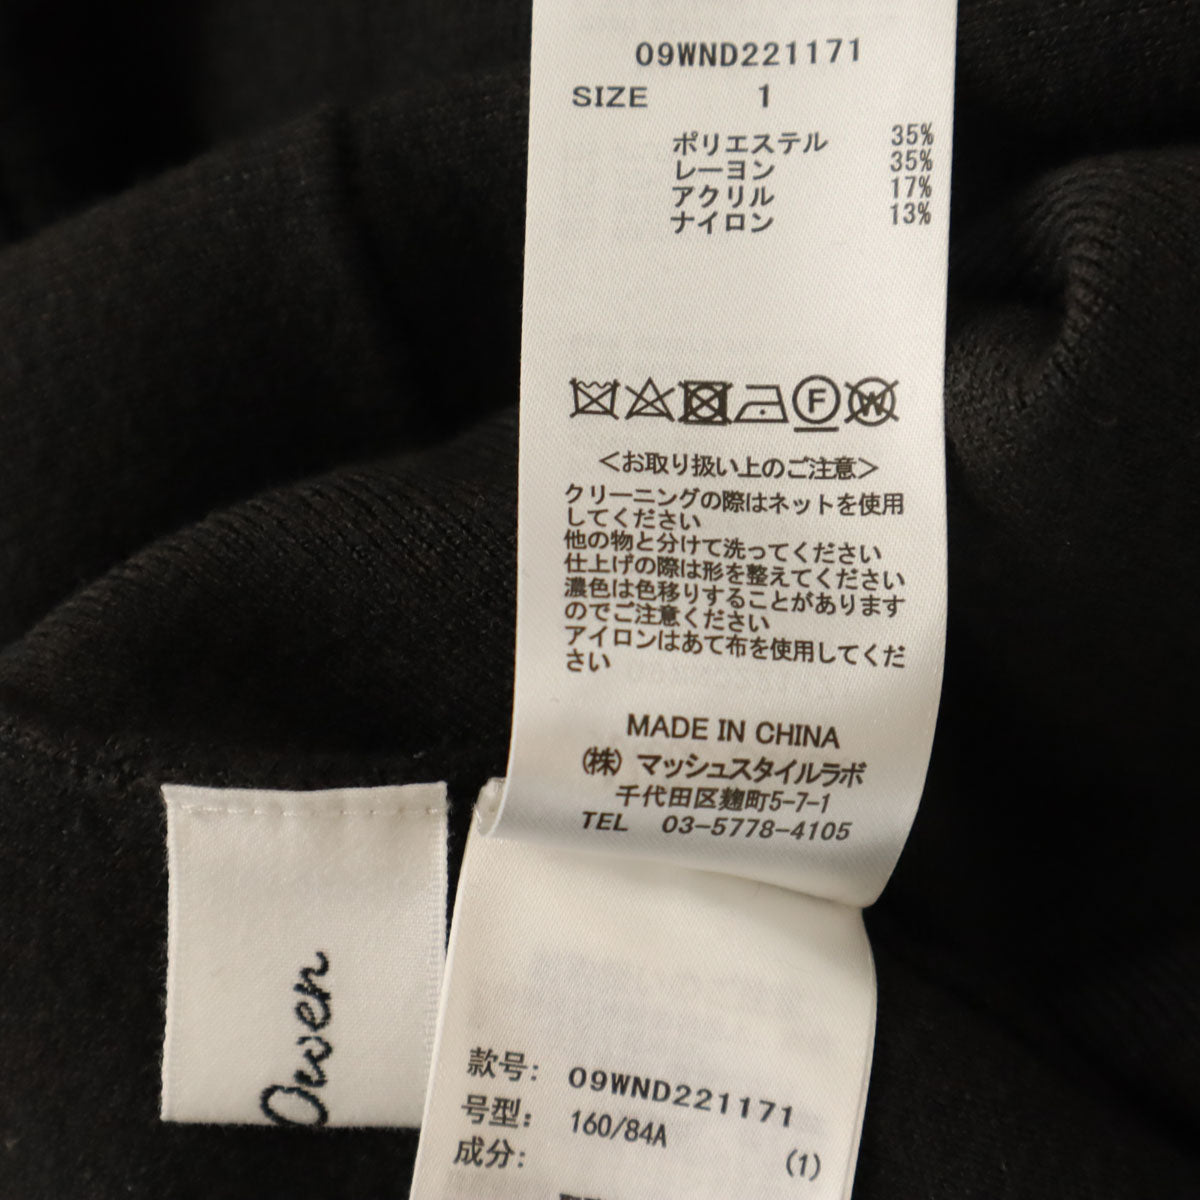 09WND221171
SIZE 1
ポリエステル 35%
レーヨン 35%
アクリル 17%
ナイロン 13%
F W
<お取り扱い上のご注意>
クリーニングの際はネットを使用
してください
他の物と分けて洗ってください
仕上げの際は形を整えてください
濃色は色移りすることがあります
のでご注意ください
アイロンはあて布を使用してくだ
さい
MADE IN CHINA
(株) マッシュスタイルラボ
千代田区麹町5-7-1
TEL 03-5778-4105
Owen
款号: 09WND221171
号型: 160/84A (1)
成分: